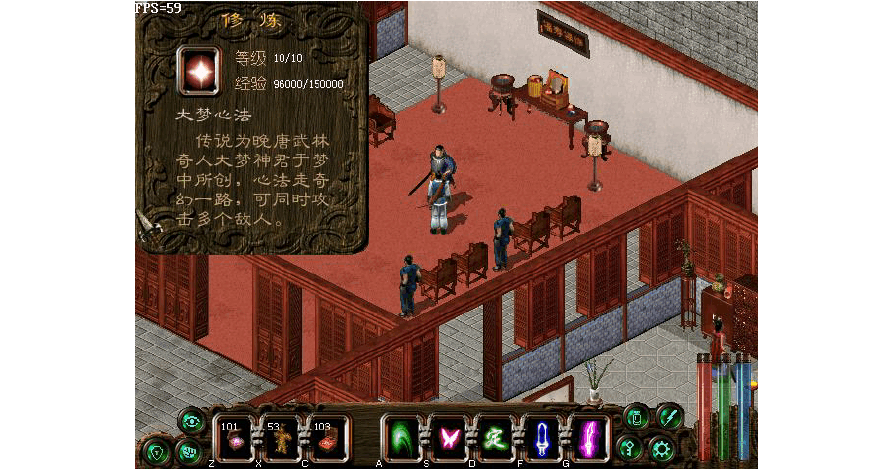 FPS=59
修 炼
等级 10/10
经验 96000/150000
大梦心法
传说为晚唐武林
奇人大梦神君于梦
中所创，心法走奇
幻一路，可同时攻
击多个敌人。
101 53 103
Z X C A S D F G